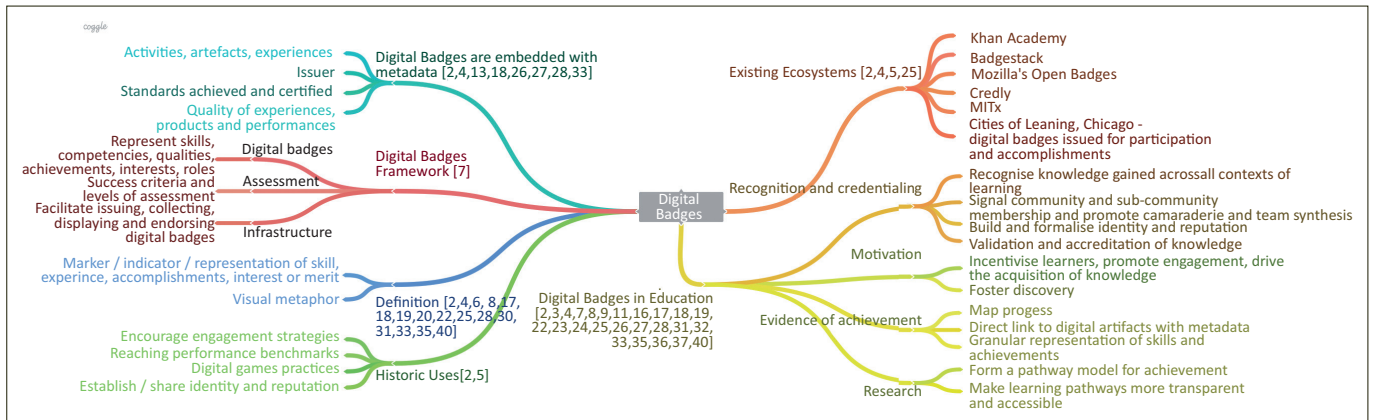 coggle
Activities, artefacts, experiences
Issuer
Standards achieved and certified
Quality of experiences,
products and performances
Digital Badges are embedded with
metadata [2,4,13,18,26,27,28,33]
Represent skills,
competencies, qualities,
achievements, interests, roles
Digital badges
Success criteria and
levels of assessment
Assessment
Facilitate issuing, collecting,
displaying and endorsing
digital badges
Infrastructure
Digital Badges
Framework [7]
Marker / indicator / representation of skill,
experince, accomplishments, interest or merit
Visual metaphor
Definition [2,4,6, 8,17,
18,19,20,22,25,28,30,
31,33,35,40]
Encourage engagement strategies
Reaching performance benchmarks
Digital games practices
Establish / share identity and reputation
Historic Uses[2,5]
Digital
Badges
Existing Ecosystems [2,4,5,25]
Khan Academy
Badgestack
Mozilla's Open Badges
Credly
MITx
Cities of Leaning, Chicago -
digital badges issued for participation
and accomplishments
Digital Badges in Education
[2,3,4,7,8,9,11,16,17,18,19,
22,23,24,25,26,27,28,31,32,
33,35,36,37,40]
Recognition and credentialing
Recognise knowledge gained acrossall contexts of
learning
Signal community and sub-community
membership and promote camaraderie and team synthesis
Build and formalise identity and reputation
Validation and accreditation of knowledge
Motivation
Incentivise learners, promote engagement, drive
the acquisition of knowledge
Foster discovery
Evidence of achievement
Map progess
Direct link to digital artifacts with metadata
Granular representation of skills and
achievements
Research
Form a pathway model for achievement
Make learning pathways more transparent
and accessible